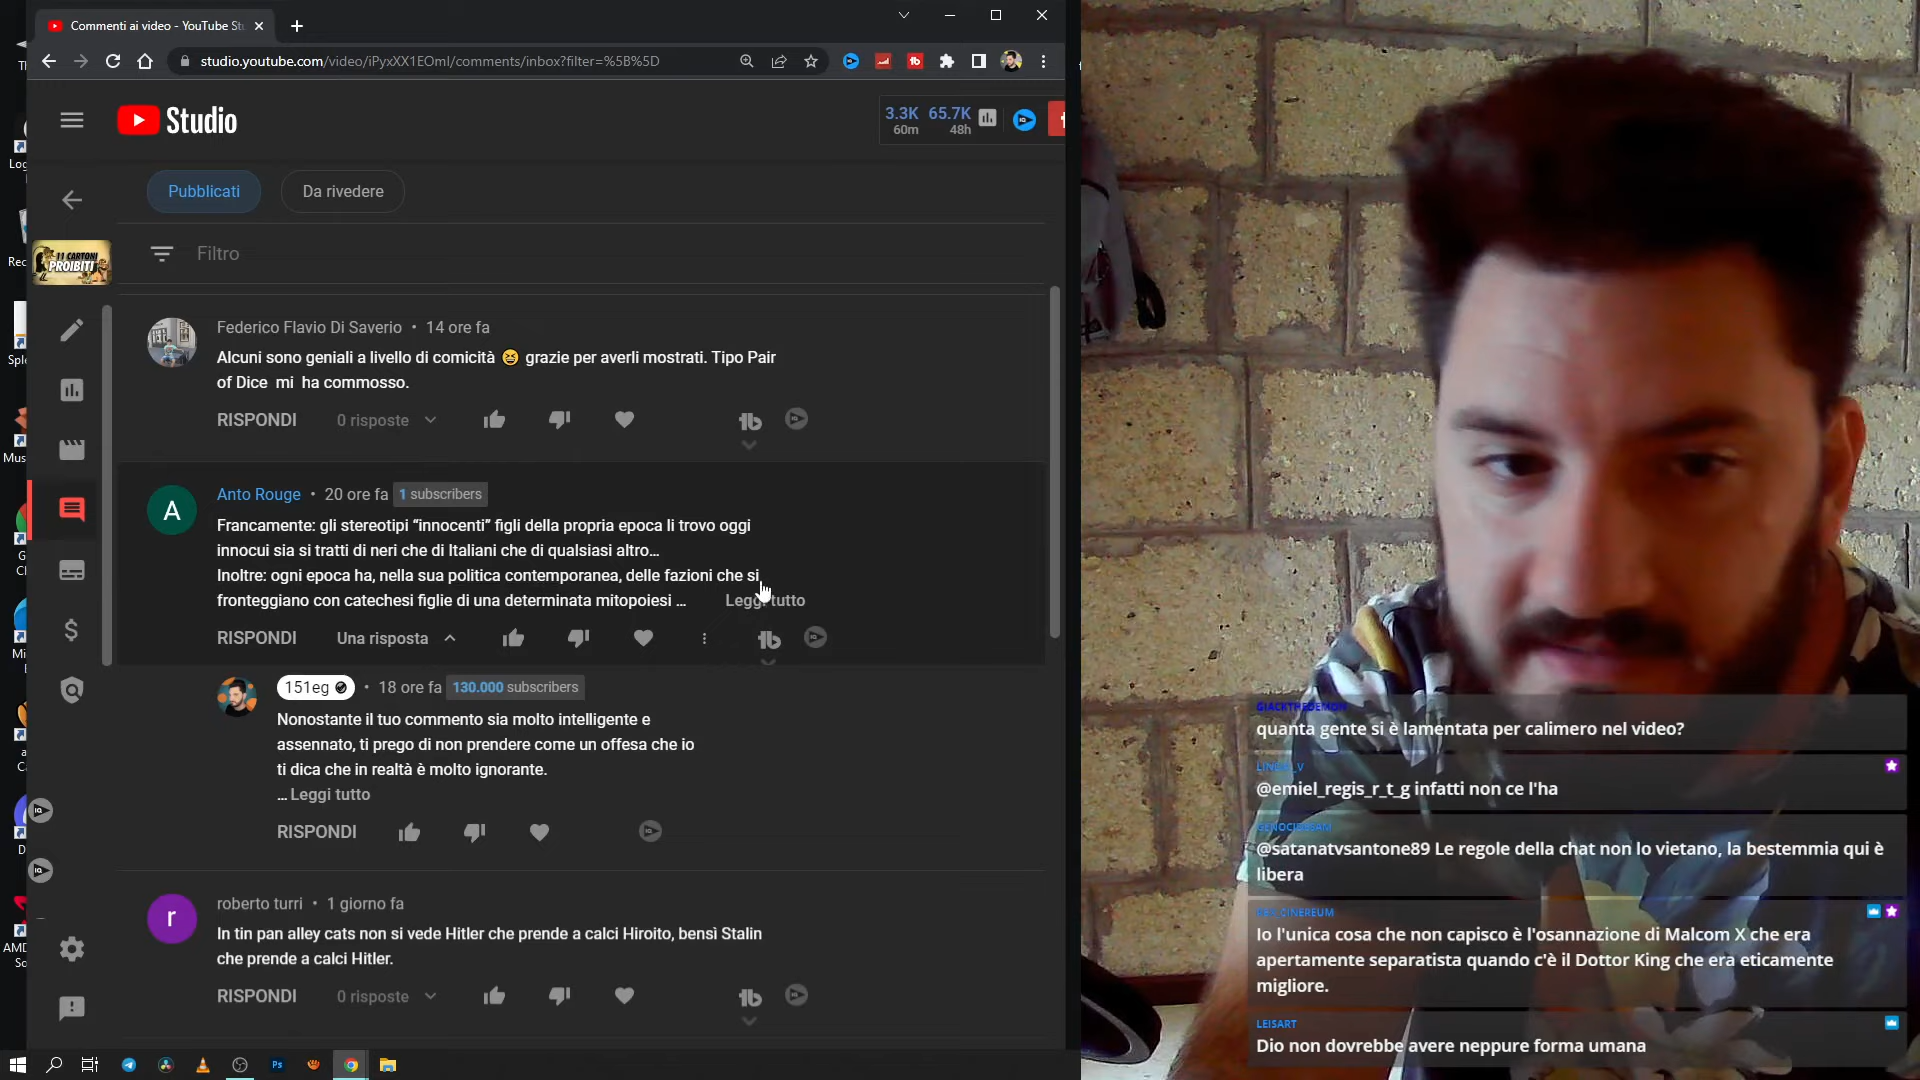 Commenti ai video - YouTube St
studio.youtube.com/video/iPyxXX1EOmI/comments/inbox?filter=%5B%5D
Studio
3.3K 65.7K
60m 48h
Pubblicati
Da rivedere
11 CARTONI
PROIBITI
Filtro
Federico Flavio Di Saverio • 14 ore fa
Alcuni sono geniali a livello di comicità 😆 grazie per averli mostrati. Tipo Pair
of Dice mi ha commosso.
RISPONDI 0 risposte
A
Anto Rouge • 20 ore fa 1 subscribers
Francamente: gli stereotipi “innocenti” figli della propria epoca li trovo oggi
innocui sia si tratti di neri che di Italiani che di qualsiasi altro...
Inoltre: ogni epoca ha, nella sua politica contemporanea, delle fazioni che si
fronteggiano con catechesi figlie di una determinata mitopoiesi ... Leggi tutto
RISPONDI Una risposta
151eg • 18 ore fa 130.000 subscribers
Nonostante il tuo commento sia molto intelligente e
assennato, ti prego di non prendere come un offesa che io
ti dica che in realtà è molto ignorante.
... Leggi tutto
RISPONDI
r
roberto turri • 1 giorno fa
In tin pan alley cats non si vede Hitler che prende a calci Hiroito, bensì Stalin
che prende a calci Hitler.
RISPONDI 0 risposte
GIACKTHEDEMON
quanta gente si è lamentata per calimero nel video?
@emiel_regis_r_t_g infatti non ce l'ha
@satanatvsantone89 Le regole della chat non lo vietano, la bestemmia qui è
libera
Io l'unica cosa che non capisco è l'osannazione di Malcom X che era
apertamente separatista quando c'è il Dottor King che era eticamente
migliore.
LEISART
Dio non dovrebbe avere neppure forma umana